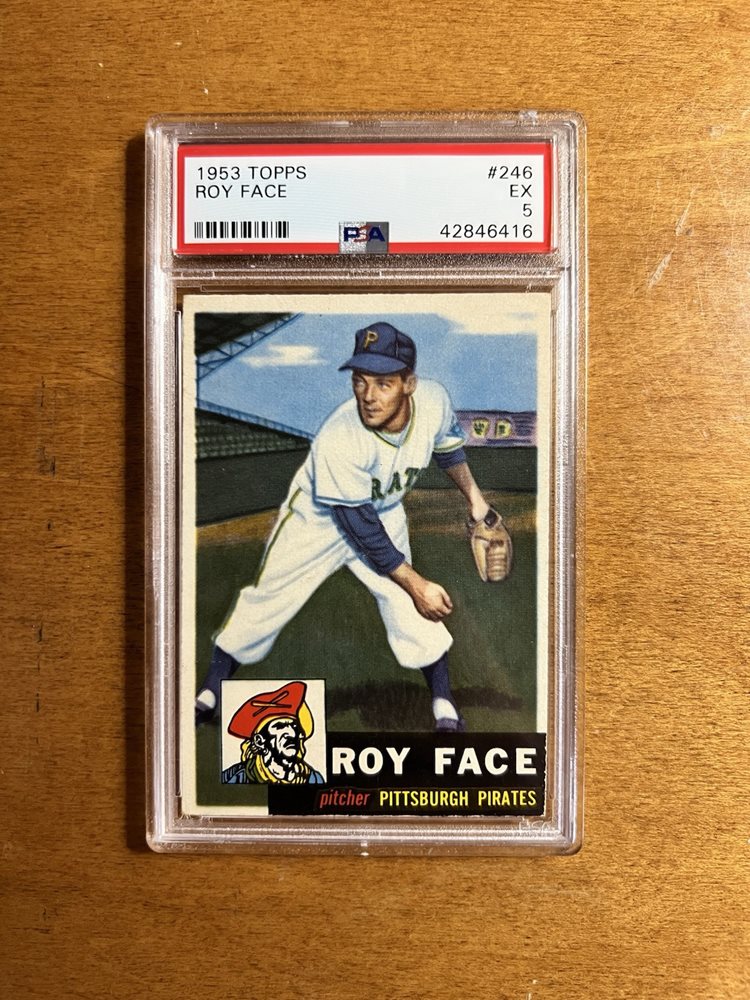 1953 TOPPS #246
ROY FACE EX
5
PSA 42846416
P
RAT
ROY FACE
pitcher PITTSBURGH PIRATES